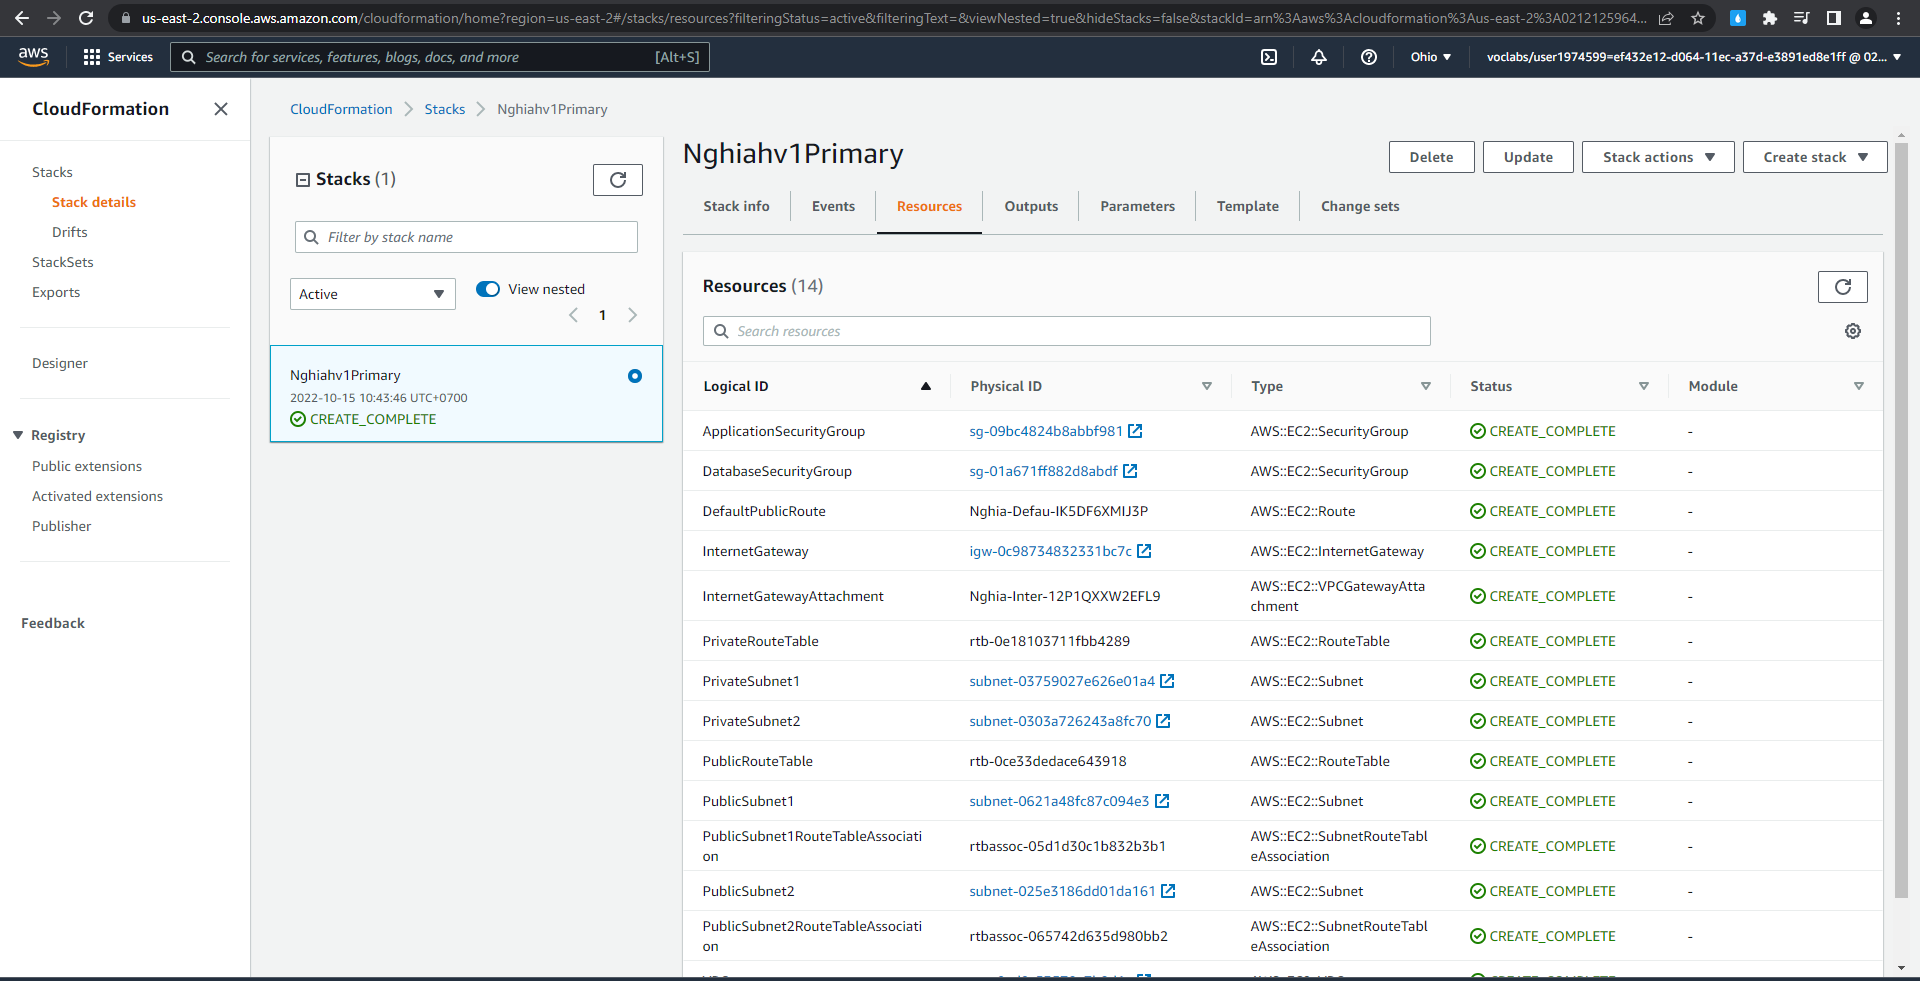 us-east-2.console.aws.amazon.com/cloudformation/home?region=us-east-2#/stacks/resources?filteringStatus=active&filteringText=&viewNested=true&hideStacks=false&stackId=arn%3Aaws%3Acloudformation%3Aus-east-2%3A0212125964...
aws
Services
Search for services, features, blogs, docs, and more
[Alt+S]
Ohio
voclabs/user1974599=ef432e12-d064-11ec-a37d-e3891ed8e1ff @ 02...
CloudFormation
Stacks
Stack details
Drifts
StackSets
Exports
Designer
Registry
Public extensions
Activated extensions
Publisher
Feedback
CloudFormation
Stacks
Nghiahv1Primary
Stacks (1)
Filter by stack name
Active
View nested
1
Nghiahv1Primary
2022-10-15 10:43:46 UTC+0700
CREATE_COMPLETE
Nghiahv1Primary
Delete
Update
Stack actions
Create stack
Stack info
Events
Resources
Outputs
Parameters
Template
Change sets
Resources (14)
Search resources
Logical ID Physical ID Type Status Module
ApplicationSecurityGroup sg-09bc4824b8abbf981 AWS::EC2::SecurityGroup CREATE_COMPLETE -
DatabaseSecurityGroup sg-01a671ff882d8abdf AWS::EC2::SecurityGroup CREATE_COMPLETE -
DefaultPublicRoute Nghia-Defau-IK5DF6XMIJ3P AWS::EC2::Route CREATE_COMPLETE -
InternetGateway igw-0c98734832331bc7c AWS::EC2::InternetGateway CREATE_COMPLETE -
InternetGatewayAttachment Nghia-Inter-12P1QXXW2EFL9 AWS::EC2::VPCGatewayAtta
chment CREATE_COMPLETE -
PrivateRouteTable rtb-0e18103711fbb4289 AWS::EC2::RouteTable CREATE_COMPLETE -
PrivateSubnet1 subnet-03759027e626e01a4 AWS::EC2::Subnet CREATE_COMPLETE -
PrivateSubnet2 subnet-0303a726243a8fc70 AWS::EC2::Subnet CREATE_COMPLETE -
PublicRouteTable rtb-0ce33dedace643918 AWS::EC2::RouteTable CREATE_COMPLETE -
PublicSubnet1 subnet-0621a48fc87c094e3 AWS::EC2::Subnet CREATE_COMPLETE -
PublicSubnet1RouteTableAssociati
on rtbassoc-05d1d30c1b832b3b1 AWS::EC2::SubnetRouteTabl
eAssociation CREATE_COMPLETE -
PublicSubnet2 subnet-025e3186dd01da161 AWS::EC2::Subnet CREATE_COMPLETE -
PublicSubnet2RouteTableAssociati
on rtbassoc-065742d635d980bb2 AWS::EC2::SubnetRouteTabl
eAssociation CREATE_COMPLETE -